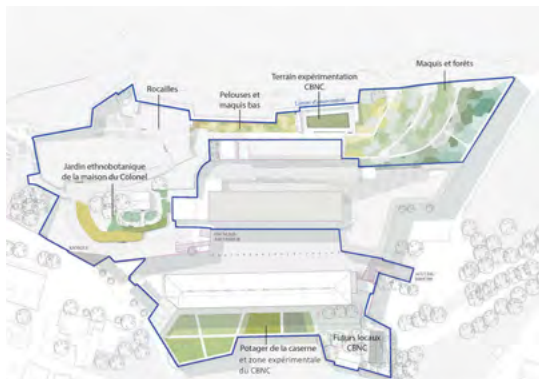 Maquis et forêts
Terrain expérimentation
CBNC
Rocailles
Pelouses et
maquis bas
Jardin ethnobotanique
de la maison du Colonel
Potager de la caserne
et zone expérimentale
du CBNC
Futurs locaux
CBNC